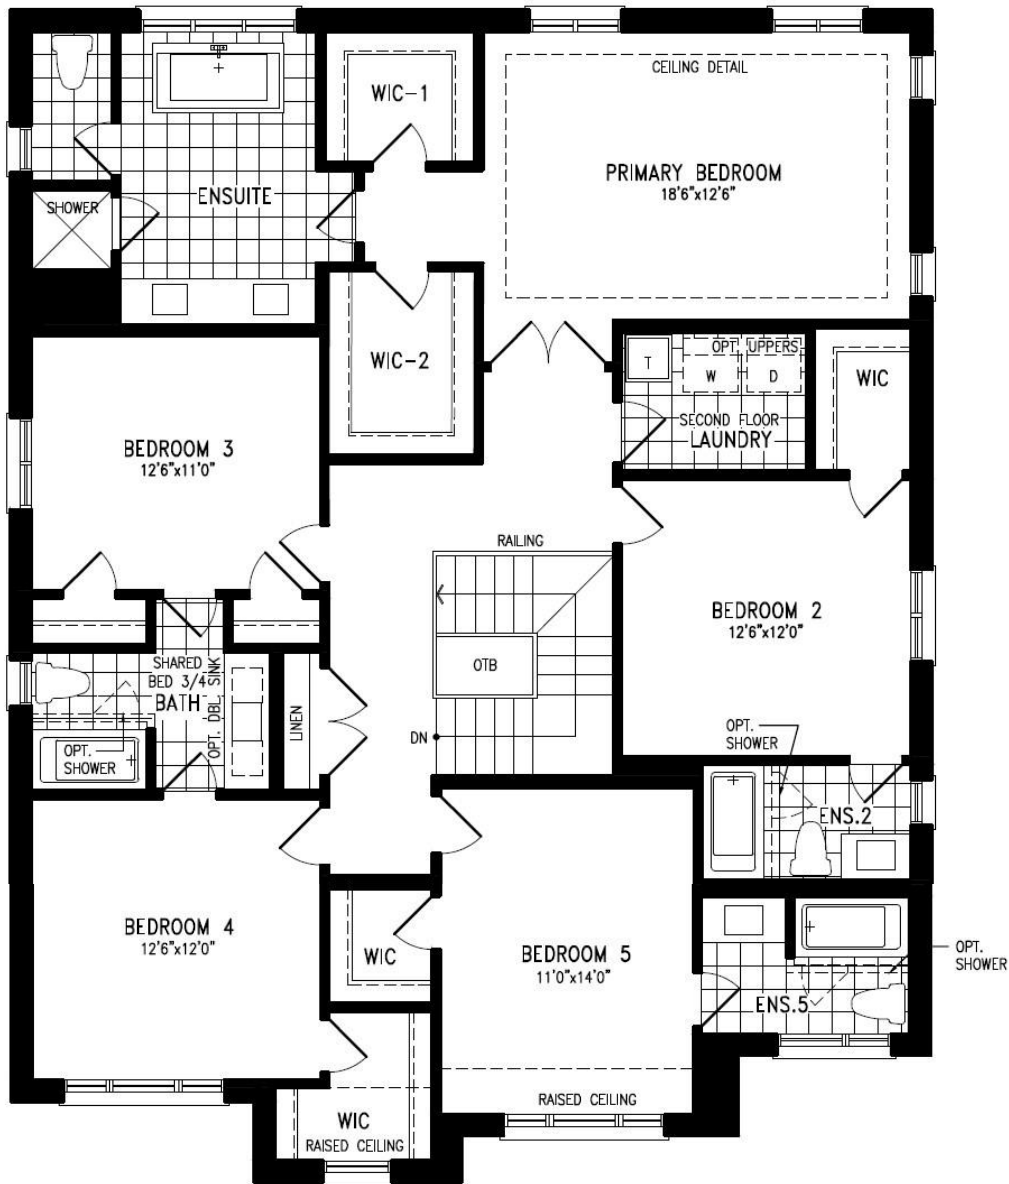 CEILING DETAIL
WIC-1
PRIMARY BEDROOM
18'6"x12'6"
ENSUITE
SHOWER
WIC-2
OPT. UPPERS
T
W
D
SECOND FLOOR
LAUNDRY
WIC
BEDROOM 3
12'6"x11'0"
RAILING
BEDROOM 2
12'6"x12'0"
OTB
DN
SHARED
BED 3/4
BATH
OPT. DBL SINK
LINEN
OPT.
SHOWER
OPT.
SHOWER
ENS.2
BEDROOM 4
12'6"x12'0"
WIC
BEDROOM 5
11'0"x14'0"
OPT.
SHOWER
ENS.5
RAISED CEILING
WIC
RAISED CEILING